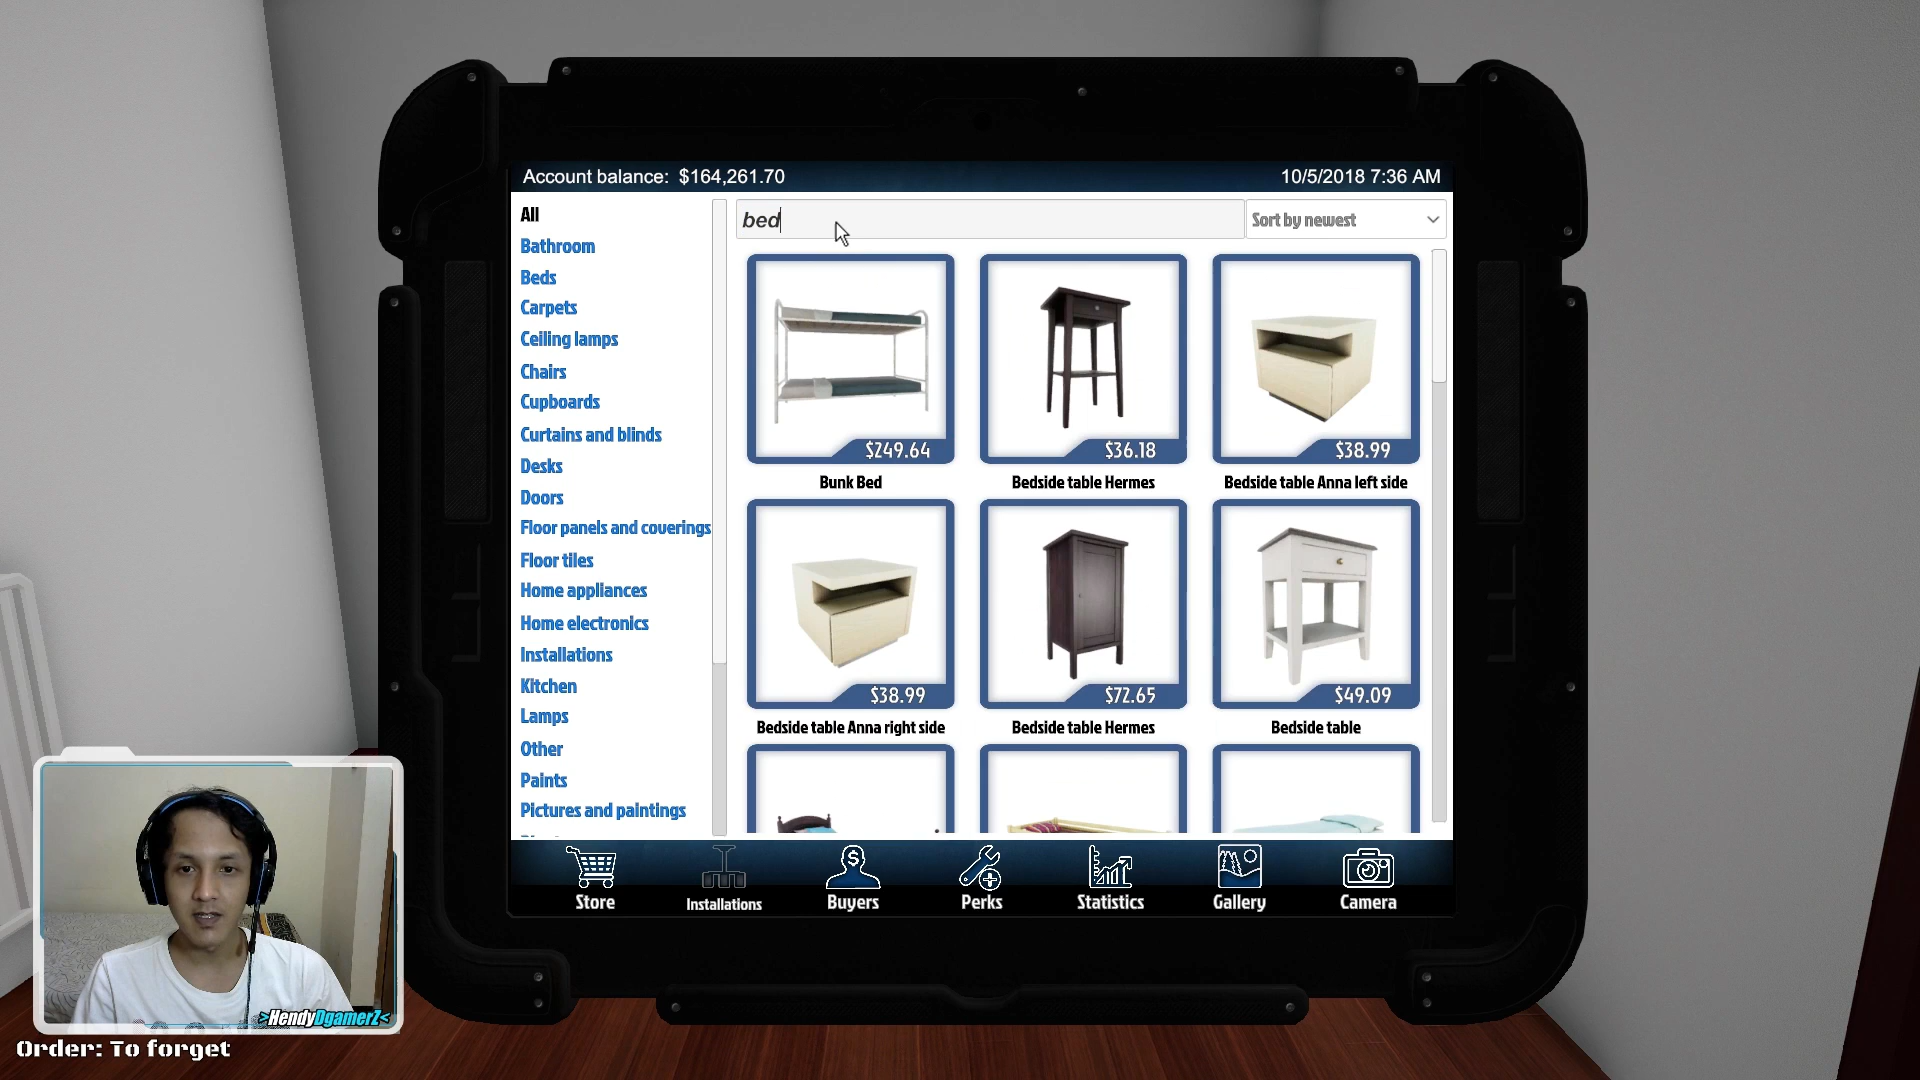 Account balance: $164,261.70
10/5/2018 7:36 AM
All
Bathroom
Beds
Carpets
Ceiling lamps
Chairs
Cupboards
Curtains and blinds
Desks
Doors
Floor panels and coverings
Floor tiles
Home appliances
Home electronics
Installations
Kitchen
Lamps
Other
Paints
Pictures and paintings
bed
Sort by newest
$249.64
$36.18
$38.99
Bunk Bed
Bedside table Hermes
Bedside table Anna left side
$38.99
$72.65
$49.09
Bedside table Anna right side
Bedside table Hermes
Bedside table
Store
Installations
Buyers
Perks
Statistics
Gallery
Camera
>HendyDgamerZ<
Order: To forget